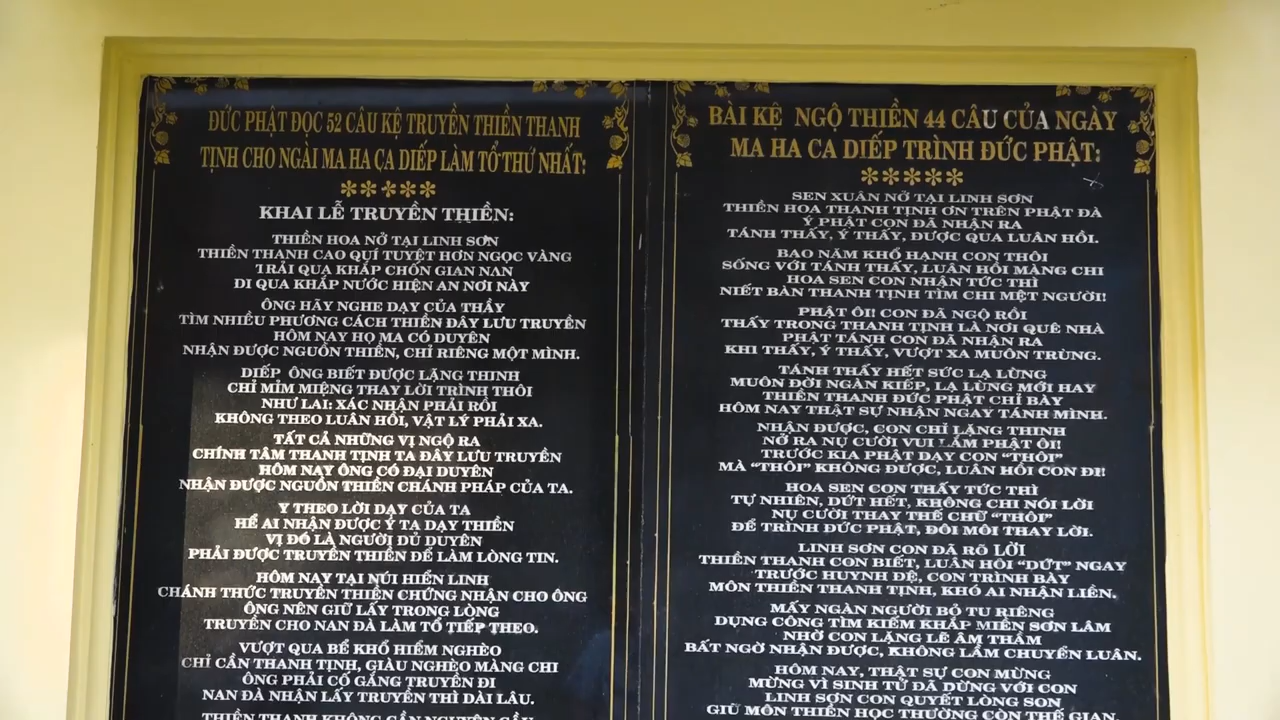 ĐỨC PHẬT ĐỌC 52 CÂU KỆ TRUYỀN THIỀN THANH
TỊNH CHO NGÀI MA HA CA DIẾP LÀM TỔ THỨ NHẤT:
KHAI LỄ TRUYỀN THIỀN:
THIỀN HOA NỞ TẠI LINH SƠN
THIỀN THANH CAO QUÍ TUYỆT HƠN NGỌC VÀNG
TRẢI QUA KHẮP CHỐN GIAN NAN
ĐI QUA KHẮP NƯỚC HIỆN AN NƠI NÀY
ÔNG HÃY NGHE DẠY CỦA THẦY
TÌM NHIỀU PHƯƠNG CÁCH THIỀN ĐÂY LƯU TRUYỀN
HÔM NAY HỌ MA CÓ DUYÊN
NHẬN ĐƯỢC NGUỒN THIỀN, CHỈ RIÊNG MỘT MÌNH.
DIẾP ÔNG BIẾT ĐƯỢC LẶNG THINH
CHỈ MỈM MIỆNG THAY LỜI TRÌNH THÔI
NHƯ LAI: XÁC NHẬN PHẢI RỒI
KHÔNG THEO LUÂN HỒI, VẬT LÝ PHẢI XA.
TẤT CẢ NHỮNG VỊ NGỘ RA
CHÍNH TÂM THANH TỊNH TA ĐÂY LƯU TRUYỀN
HÔM NAY ÔNG CÓ ĐẠI DUYÊN
NHẬN ĐƯỢC NGUỒN THIỀN CHÁNH PHÁP CỦA TA.
Y THEO LỜI DẠY CỦA TA
HỄ AI NHẬN ĐƯỢC Ý TA DẠY THIỀN
VỊ ĐÓ LÀ NGƯỜI ĐỦ DUYÊN
PHẢI ĐƯỢC TRUYỀN THIỀN ĐỂ LÀM LÒNG TIN.
HÔM NAY TẠI NÚI HIỂN LINH
CHÁNH THỨC TRUYỀN THIỀN CHỨNG NHẬN CHO ÔNG
ÔNG NÊN GIỮ LẤY TRONG LÒNG
TRUYỀN CHO NAN ĐÀ LÀM TỔ TIẾP THEO.
VƯỢT QUA BỂ KHỔ HIỂM NGHÈO
CHỈ CẦN THANH TỊNH, GIÀU NGHÈO MÀNG CHI
ÔNG PHẢI CỐ GẮNG TRUYỀN ĐI
NAN ĐÀ NHẬN LẤY TRUYỀN THÌ DÀI LÂU.
THIỀN THANH KHÔNG CẦN NGUYỆN CẦU
BÀI KỆ NGỘ THIỀN 44 CÂU CỦA NGÀY
MA HA CA DIẾP TRÌNH ĐỨC PHẬT:
SEN XUÂN NỞ TẠI LINH SƠN
THIỀN HOA THANH TỊNH ƠN TRÊN PHẬT ĐÀ
Ý PHẬT CON ĐÃ NHẬN RA
TÁNH THẤY, Ý THẤY, ĐƯỢC QUA LUÂN HỒI.
BAO NĂM KHỔ HẠNH CON THÔI
SỐNG VỚI TÁNH THẤY, LUÂN HỒI MÀNG CHI
HOA SEN CON NHẬN TỨC THÌ
NIẾT BÀN THANH TỊNH TÌM CHI MỆT NGƯỜI!
PHẬT ÔI! CON ĐÃ NGỘ RỒI
THẤY TRONG THANH TỊNH LÀ NƠI QUÊ NHÀ
PHẬT TÁNH CON ĐÃ NHẬN RA
KHI THẤY, Ý THẤY, VƯỢT XA MUÔN TRÙNG.
TÁNH THẤY HẾT SỨC LẠ LÙNG
MUÔN ĐỜI NGÀN KIẾP, LẠ LÙNG MỚI HAY
THIỀN THANH ĐỨC PHẬT CHỈ BÀY
HÔM NAY THẬT SỰ NHẬN NGAY TÁNH MÌNH.
NHẬN ĐƯỢC, CON CHỈ LẶNG THINH
NỞ RA NỤ CƯỜI VUI LẮM PHẬT ÔI!
TRƯỚC KIA PHẬT DẠY CON “THÔI”
MÀ “THÔI” KHÔNG ĐƯỢC, LUÂN HỒI CON ĐI!
HOA SEN CON THẤY TỨC THÌ
TỰ NHIÊN, DỨT HẾT, KHÔNG CHI NÓI LỜI
NỤ CƯỜI THAY THẾ CHỮ “THÔI”
ĐỂ TRÌNH ĐỨC PHẬT, ĐÔI MÔI THAY LỜI.
LINH SƠN CON ĐÃ RÕ LỜI
THIỀN THANH CON BIẾT, LUÂN HỒI “DỨT” NGAY
TRƯỚC HUYNH ĐỆ, CON TRÌNH BÀY
MÔN THIỀN THANH TỊNH, KHÓ AI NHẬN LIỀN.
MẤY NGÀN NGƯỜI BỎ TU RIÊNG
DỤNG CÔNG TÌM KIẾM KHẮP MIỀN SƠN LÂM
NHỜ CON LẶNG LẼ ÂM THẦM
BẤT NGỜ NHẬN ĐƯỢC, KHÔNG LẦM CHUYỂN LUÂN.
HÔM NAY, THẬT SỰ CON MỪNG
MỪNG VÌ SINH TỬ ĐÃ DỪNG VỚI CON
LINH SƠN CON QUYẾT LÒNG SON
GIỮ MÔN THIỀN HỌC THƯỜNG CÒN THẾ GIAN.